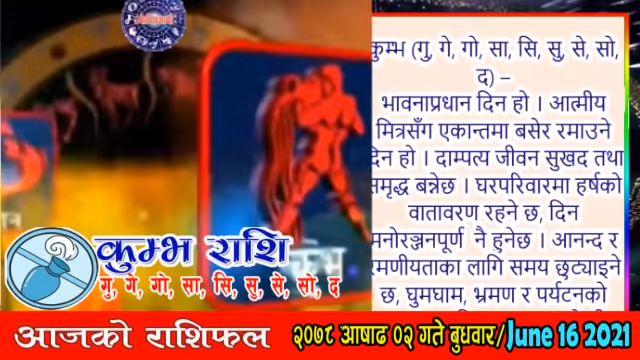 कुम्भ (गु, गे, गो, सा, सि, सु, से, सो,
द) –
भावनाप्रधान दिन हो । आत्मीय
मित्रसँग एकान्तमा बसेर रमाउने
दिन हो । दाम्पत्य जीवन सुखद तथा
समृद्ध बन्नेछ । घरपरिवारमा हर्षको
वातावरण रहने छ, दिन
मनोरञ्जनपूर्ण नै हुनेछ । आनन्द र
रमणीयताका लागि समय छुट्याइने
छ, घुमघाम, भ्रमण र पर्यटनको
कुम्भ राशि
गु, गे, गो, सा, सि, सु, से, सो, द
आजको राशिफल
२०७८ आषाढ ०२ गते बुधवार/June 16 2021